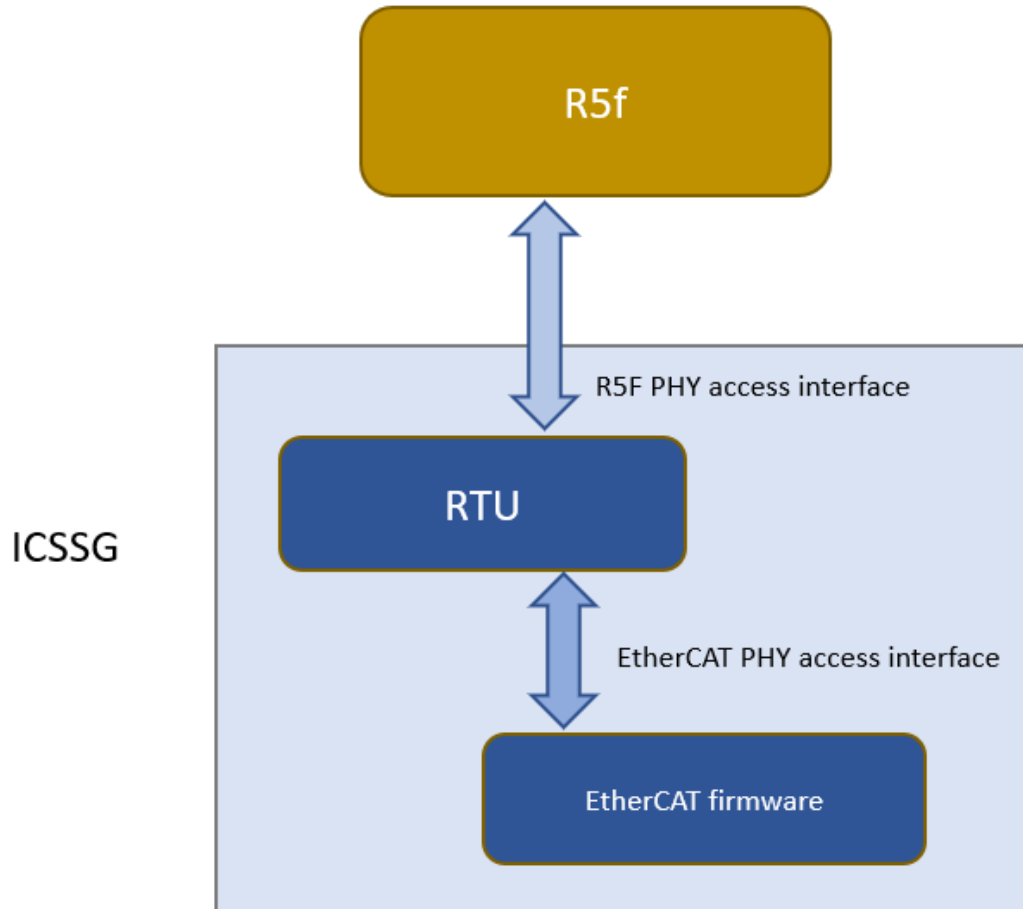 R5f
R5F PHY access interface
RTU
ICSSG
EtherCAT PHY access interface
EtherCAT firmware